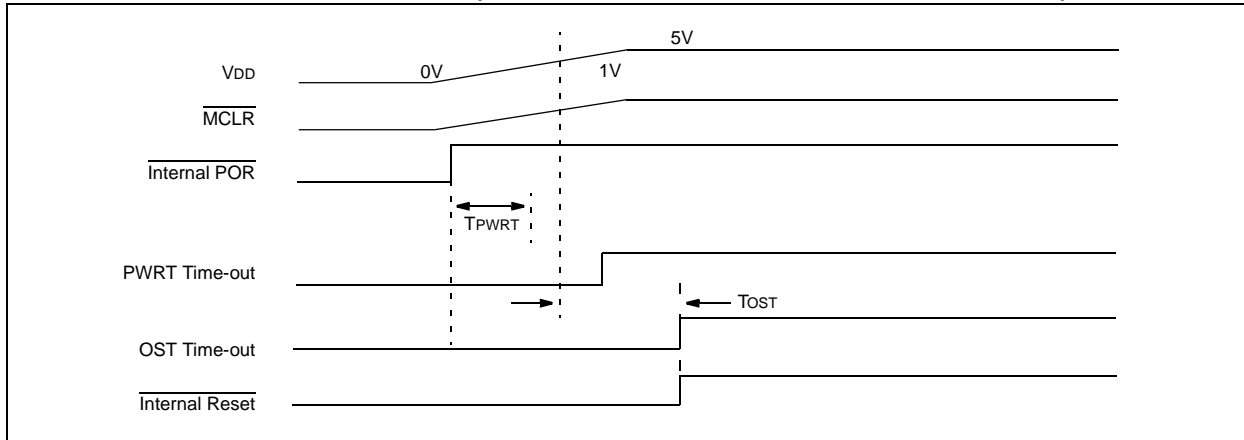 5V
VDD 0V 1V
MCLR
Internal POR
TPWRT
PWRT Time-out
TOST
OST Time-out
Internal Reset